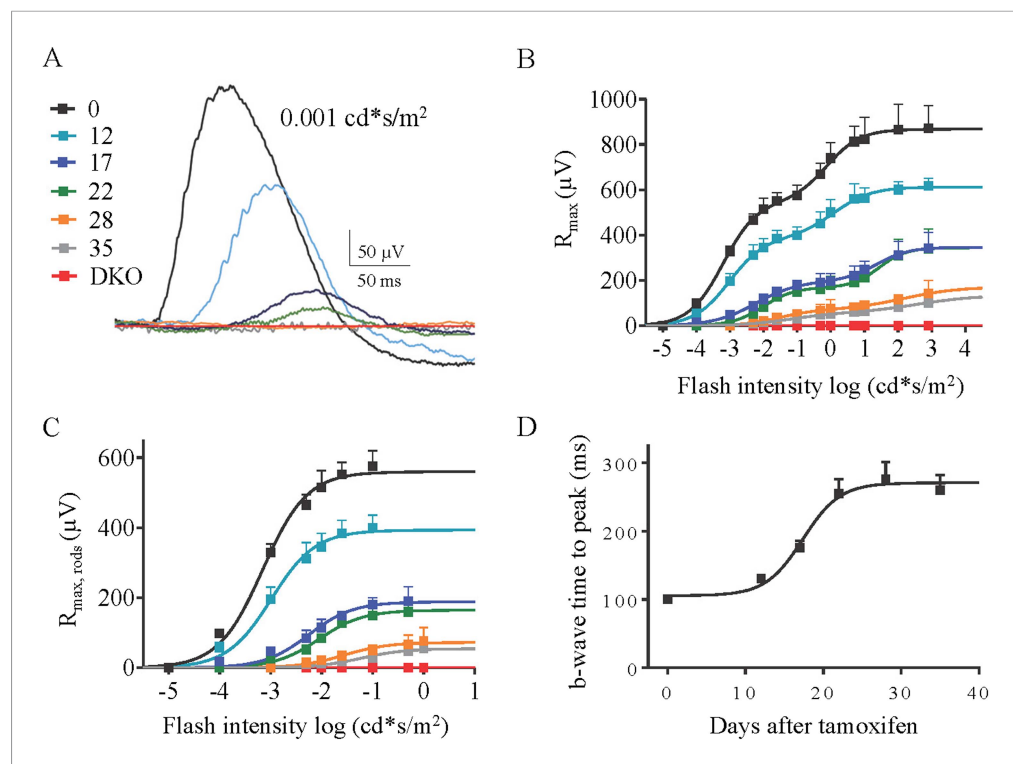 A
0
12
17
22
28
35
DKO
0.001 cd*s/m²
50 µV
50 ms
B
Rmax (µV)
1000
800
600
400
200
0
-5 -4 -3 -2 -1 0 1 2 3 4
Flash intensity log (cd*s/m²)
C
Rmax, rods (µV)
600
400
200
0
-5 -4 -3 -2 -1 0 1
Flash intensity log (cd*s/m²)
D
b-wave time to peak (ms)
300
200
100
0
0 10 20 30 40
Days after tamoxifen